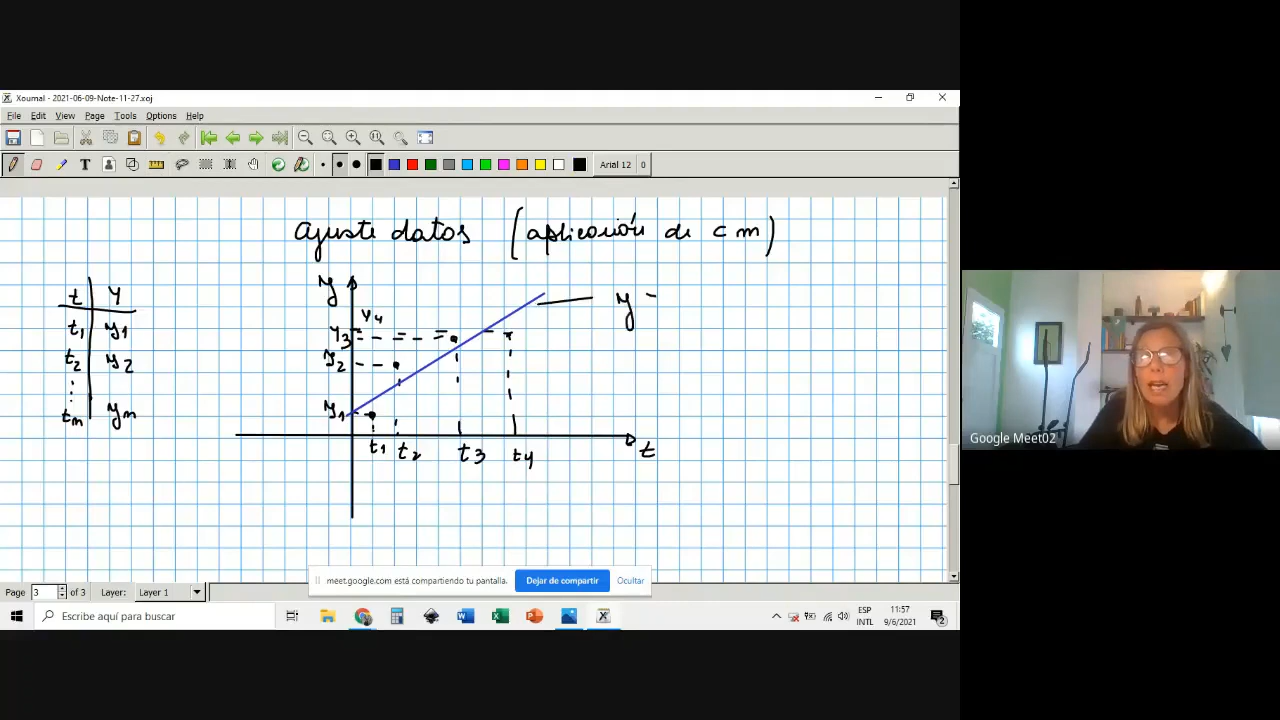 Xournal - 2021-06-09-Note-11-27.xoj
File Edit View Page Tools Options Help
Arial 12 0
ajuste datos (aplicación de c m)
t y
t1 y1
t2 y2
⋮
tm ym
y
y4
y3
y2
y1
t1 t2 t3 t4 t
y -
Google Meet02
meet.google.com está compartiendo tu pantalla. Dejar de compartir Ocultar
Page 3 of 3 Layer: Layer 1
Escribe aquí para buscar
ESP
INTL
11:57
9/6/2021
2